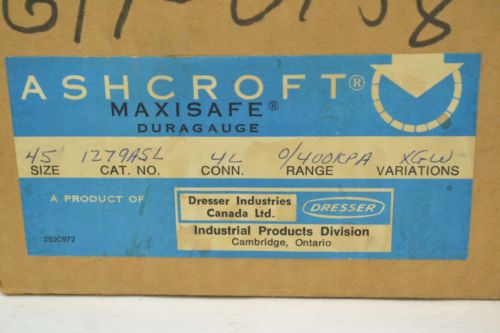 ASHCROFT®
MAXISAFE®
DURAGAUGE
45 1279ASL 4L 0/400KPA XGW
SIZE CAT. NO. CONN. RANGE VARIATIONS
A PRODUCT OF
Dresser Industries
Canada Ltd.
DRESSER
Industrial Products Division
Cambridge, Ontario
250C972